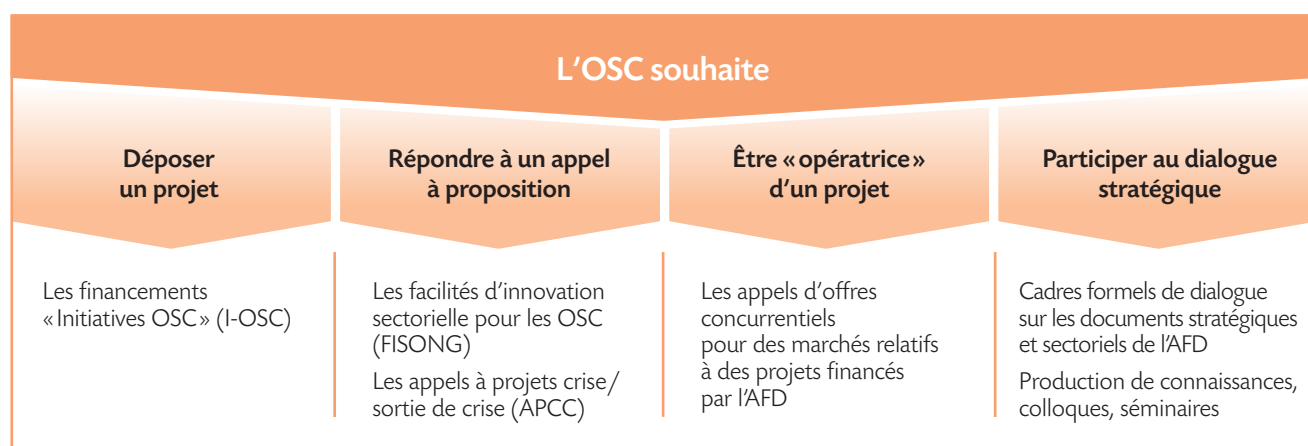 L'OSC souhaite
Déposer
un projet
Répondre à un appel
à proposition
Être «opératrice»
d'un projet
Participer au dialogue
stratégique
Les financements
«Initiatives OSC» (I-OSC)
Les facilités d'innovation
sectorielle pour les OSC
(FISONG)
Les appels à projets crise/
sortie de crise (APCC)
Les appels d'offres
concurrentiels
pour des marchés relatifs
à des projets financés
par l'AFD
Cadres formels de dialogue
sur les documents stratégiques
et sectoriels de l'AFD
Production de connaissances,
colloques, séminaires